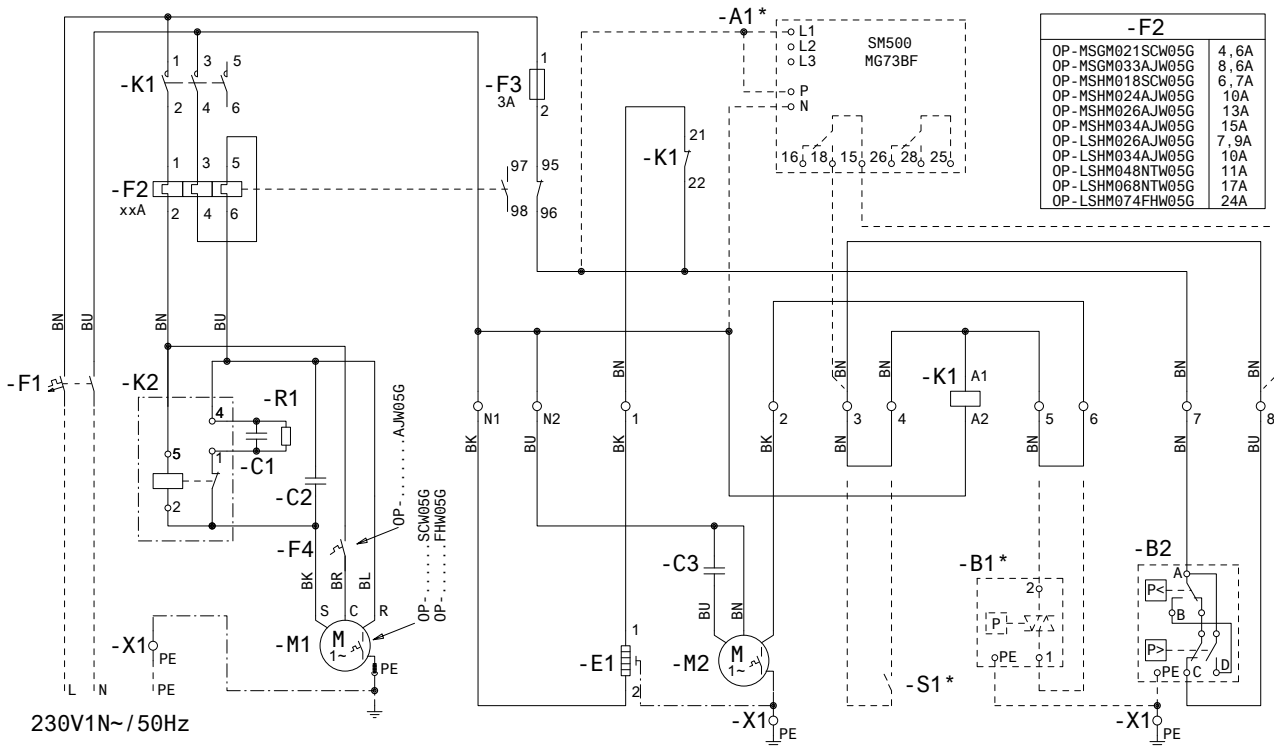 -A1*
L1
L2
L3
SM500
MG73BF
P
N
16 18 15 26 28 25
-F2
OP-MSGM021SCW05G 4,6A
OP-MSGM033AJW05G 8,6A
OP-MSHM018SCW05G 6,7A
OP-MSHM024AJW05G 10A
OP-MSHM026AJW05G 13A
OP-MSHM034AJW05G 15A
OP-LSHM026AJW05G 7,9A
OP-LSHM034AJW05G 10A
OP-LSHM048NTW05G 11A
OP-LSHM068NTW05G 17A
OP-LSHM074FHW05G 24A
1 3 5
-K1
2 4 6
1
-F3
3A
2
21
-K1
22
1 3 5
-F2
xxA
2 4 6
97 95
98 96
BN BU BN BU
BN BN BN BN BN BN
-F1
-K2
-R1
4
5
1
-C1
2
-C2
-F4
OP-.......AJW05G
OP-.......SCW05G
OP-.......FHW05G
-K1 A1
A2
N1 N2 1 2 3 4 5 6 7 8
BK BU BK BK BN BN BN BN BU
BK BR BL
S C R
-M1
M
1~
PE
-X1
PE
L N PE
230V1N~/50Hz
-C3
BU BN
-E1
1
2
-M2
M
1~
-X1
PE
-S1*
-B1*
2
P
PE 1
-B2
A
P<
B
P>
PE C D
-X1
PE